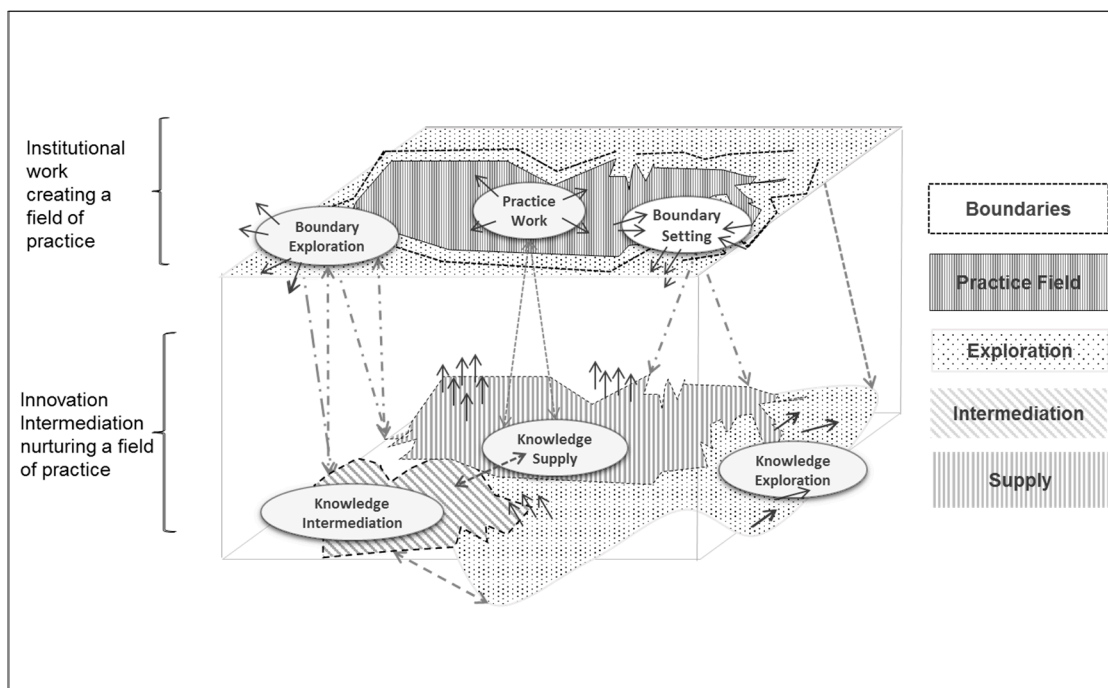 Institutional
work
creating a
field of
practice
Boundary
Exploration
Practice
Work
Boundary
Setting
Innovation
Intermediation
nurturing a field
of practice
Knowledge
Supply
Knowledge
Intermediation
Knowledge
Exploration
Boundaries
Practice Field
Exploration
Intermediation
Supply